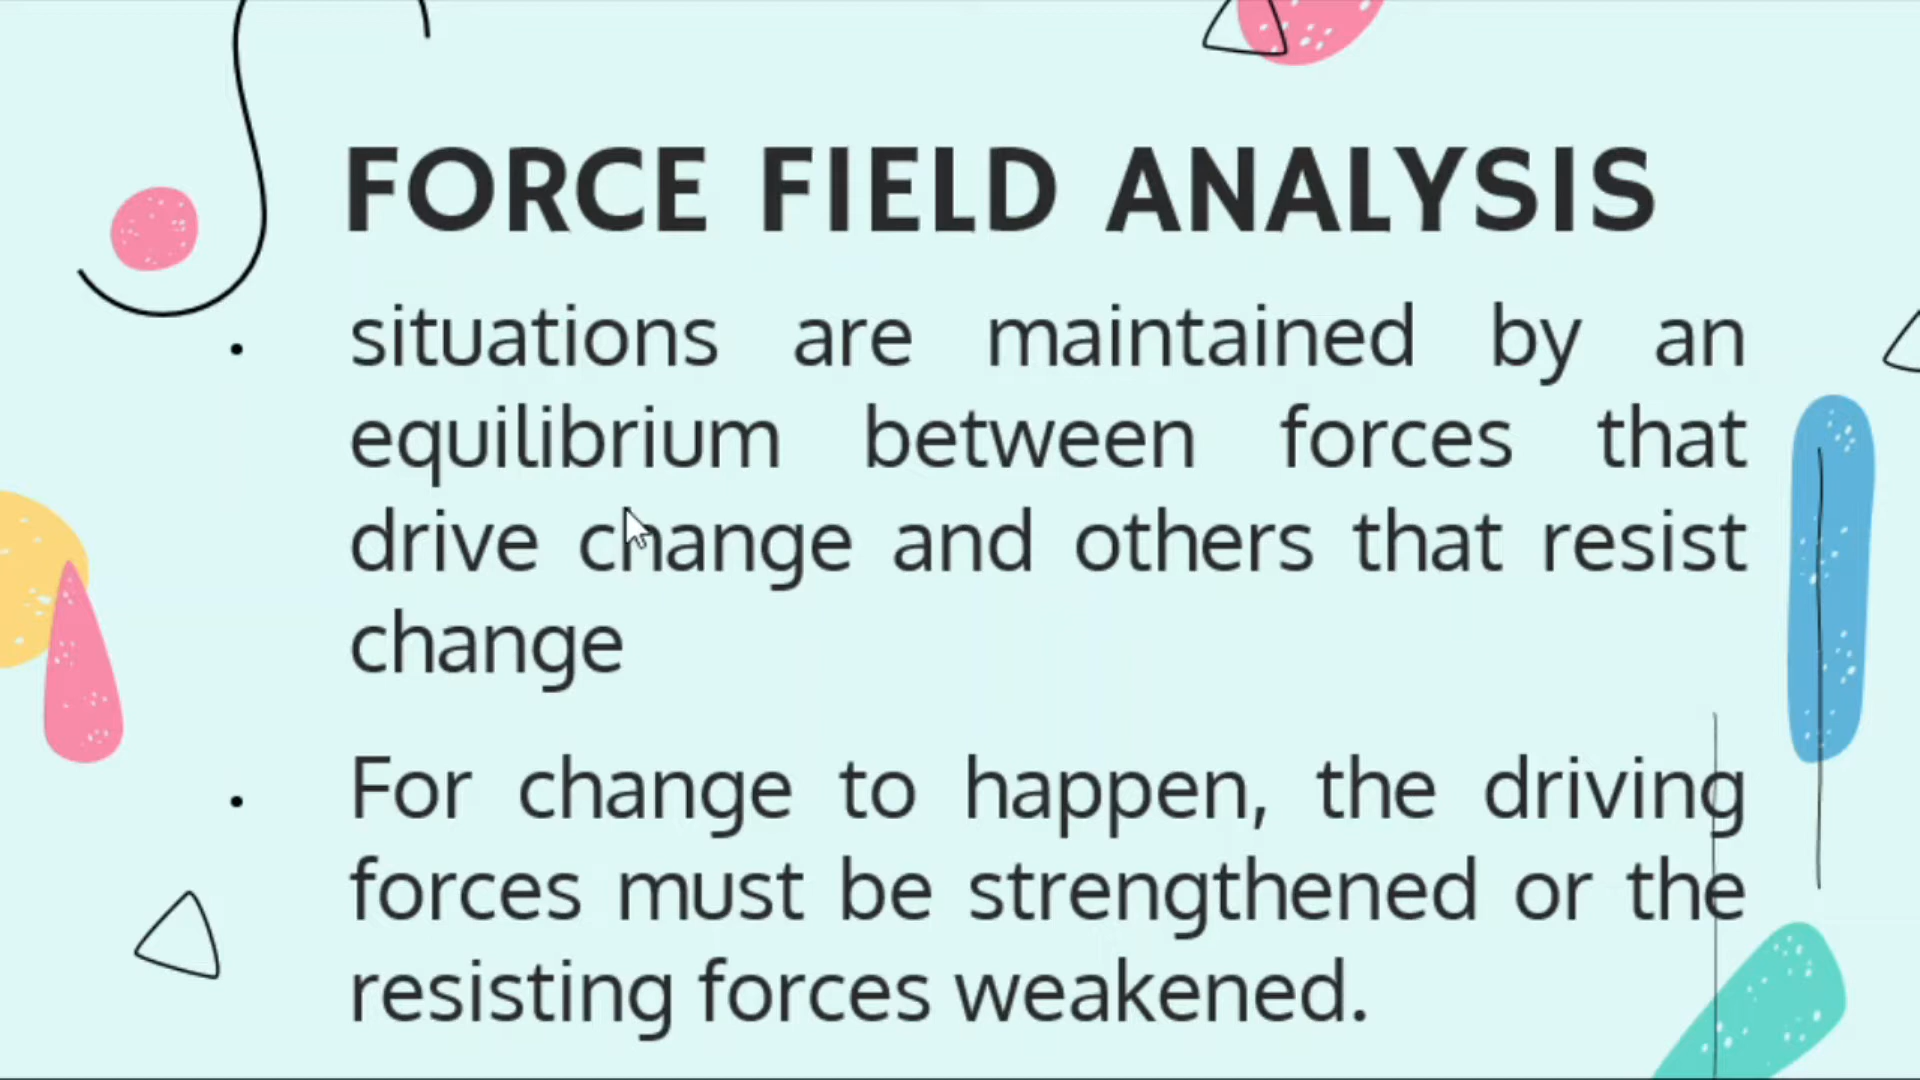 FORCE FIELD ANALYSIS
• situations are maintained by an
equilibrium between forces that
drive change and others that resist
change
• For change to happen, the driving
forces must be strengthened or the
resisting forces weakened.